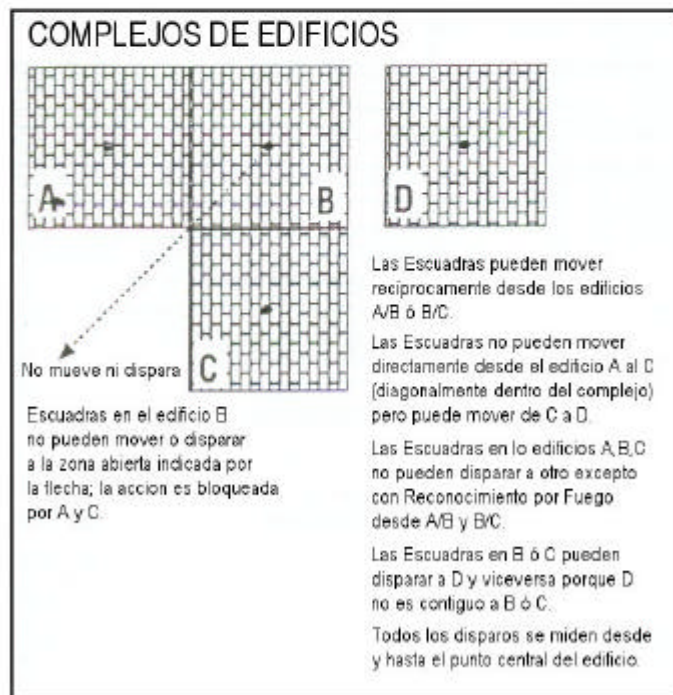 COMPLEJOS DE EDIFICIOS
A
B
C
D
No mueve ni dispara
Escuadras en el edificio B
no pueden mover o disparar
a la zona abierta indicada por
la flecha; la accion es bloqueada
por A y C.
Las Escuadras pueden mover
reciprocamente desde los edificios
A/B ó B/C.
Las Escuadras no pueden mover
directamente desde el edificio A al C
(diagonalmente dentro del complejo)
pero puede mover de C a D.
Las Escuadras en lo edificios A,B,C
no pueden disparar a otro excepto
con Reconocimiento por Fuego
desde A/B y B/C.
Las Escuadras en B ó C pueden
disparar a D y viceversa porque D
no es contiguo a B ó C.
Todos los disparos se miden desde
y hasta el punto central del edificio.